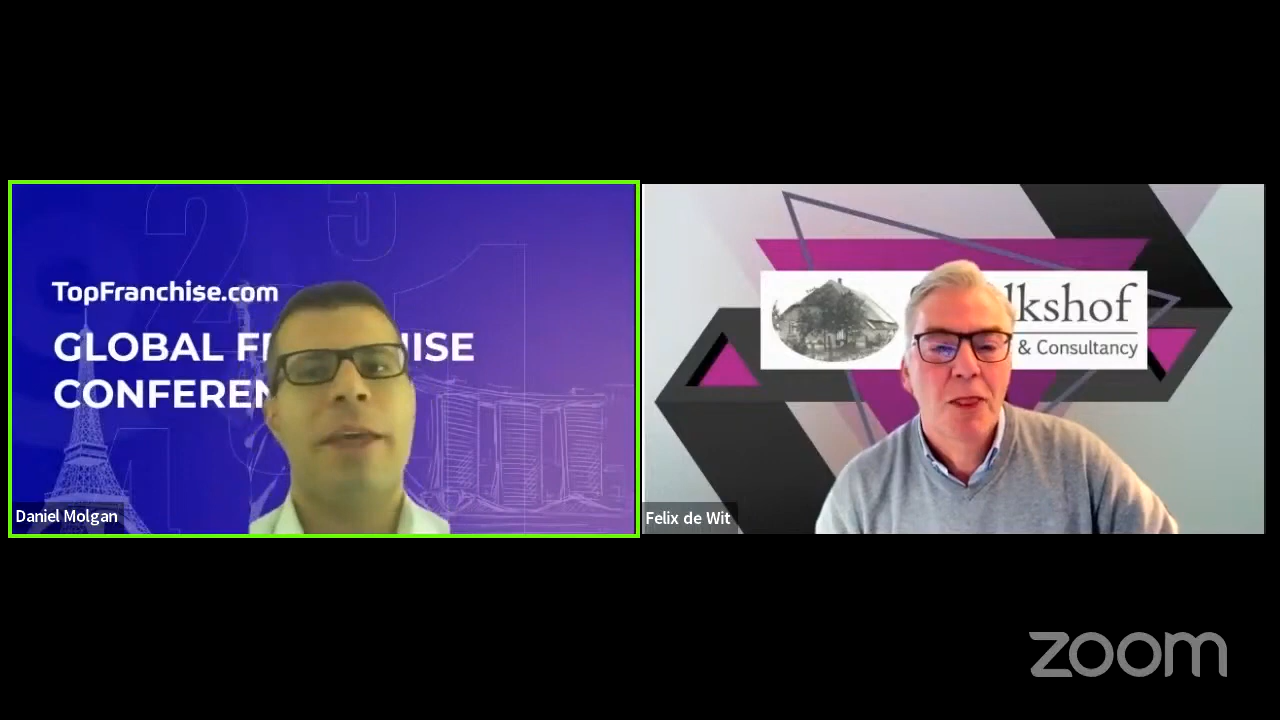 TopFranchise.com
GLOBAL F ISE
CONFEREN
Daniel Molgan
lkshof
& Consultancy
Felix de Wit
zoom